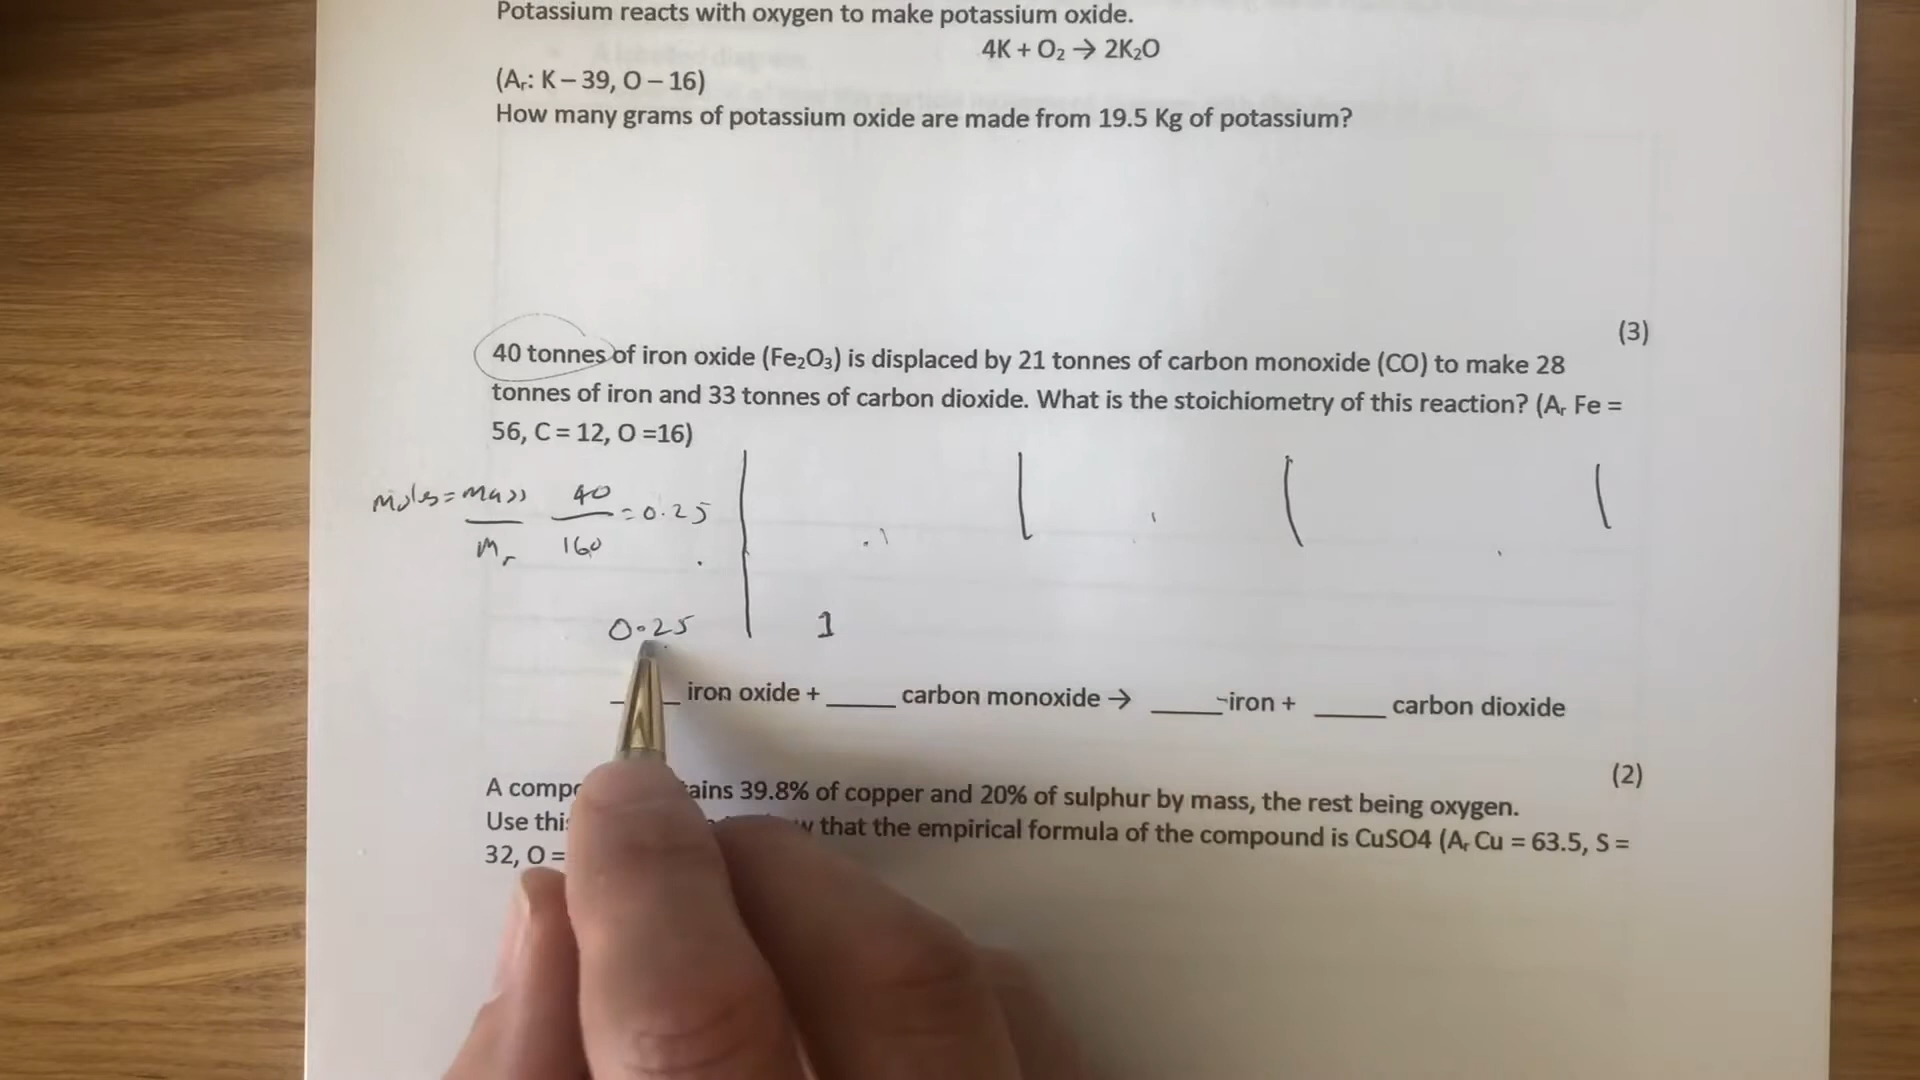 Potassium reacts with oxygen to make potassium oxide.
4K + O₂ → 2K₂O
(Aᵣ: K – 39, O – 16)
How many grams of potassium oxide are made from 19.5 Kg of potassium?
(3)
40 tonnes of iron oxide (Fe₂O₃) is displaced by 21 tonnes of carbon monoxide (CO) to make 28
tonnes of iron and 33 tonnes of carbon dioxide. What is the stoichiometry of this reaction? (Aᵣ Fe =
56, C = 12, O =16)
moles = mass 40 = 0.25
Mᵣ 160
0.25 1
iron oxide + _____ carbon monoxide → _____ iron + _____ carbon dioxide
(2)
A ains 39.8% of copper and 20% of sulphur by mass, the rest being oxygen.
Use that the empirical formula of the compound is CuSO4 (Aᵣ Cu = 63.5, S =
32, O =